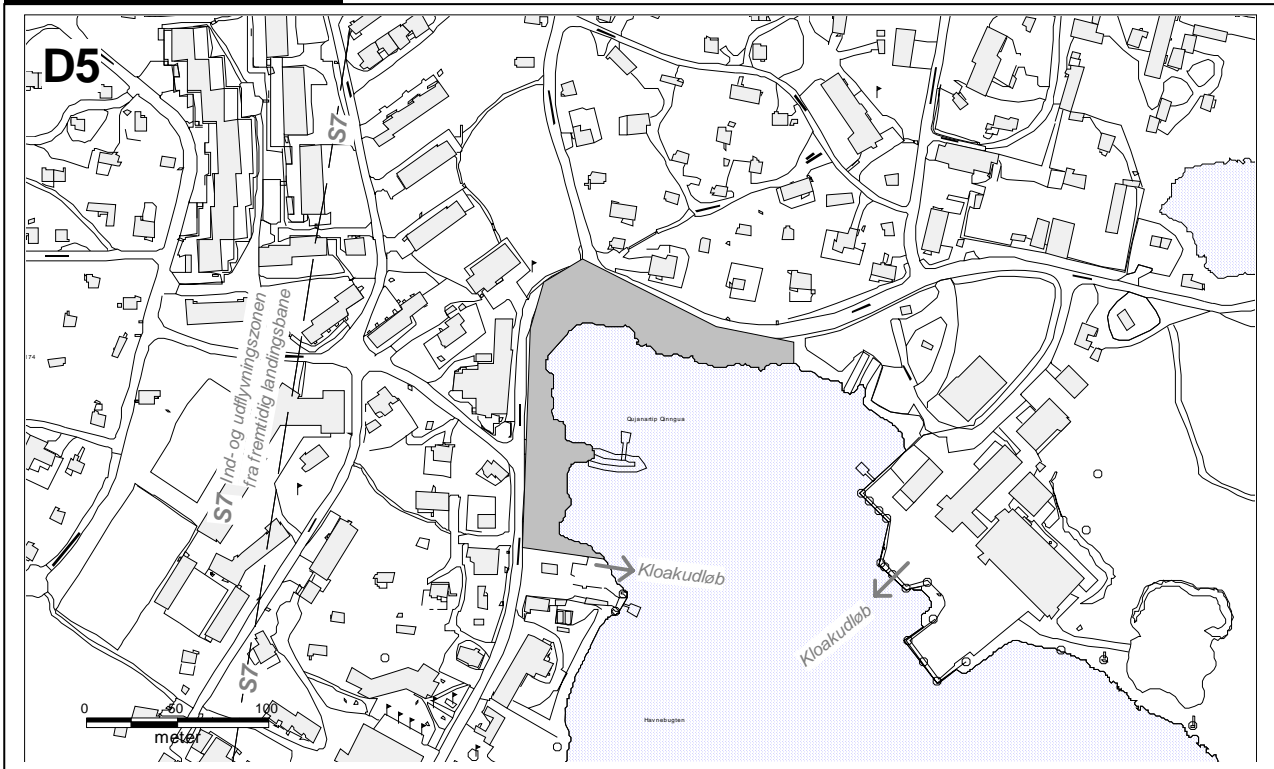 D5
S7
Ind- og udflyvningszonen
fra fremtidig landingsbane
S7
174
Qujanartip Qinngua
Kloakudløb
Kloakudløb
S7
0 50 100
meter
Havnebugten